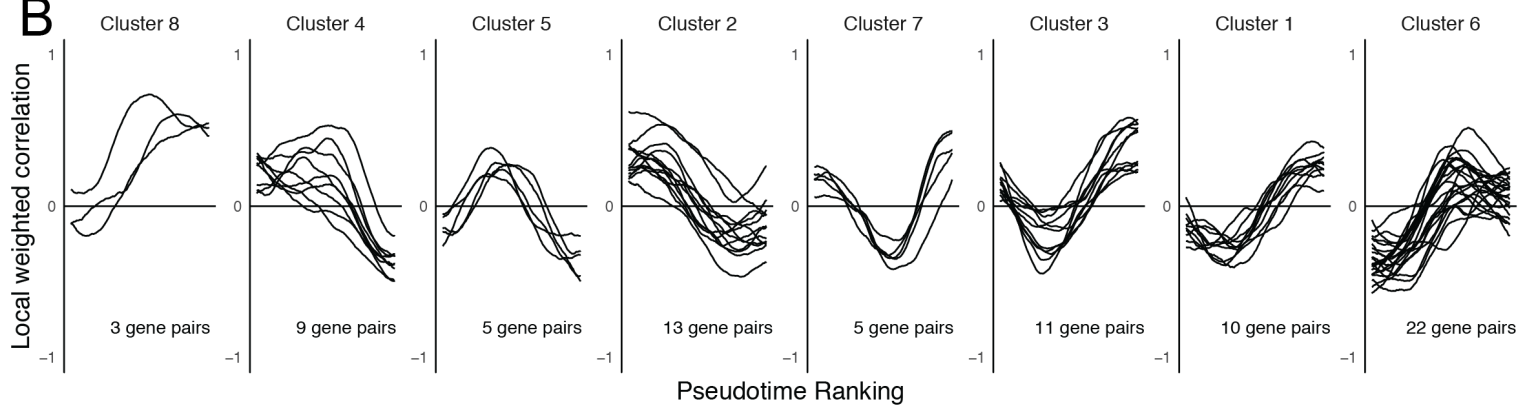 B
Cluster 8
Cluster 4
Cluster 5
Cluster 2
Cluster 7
Cluster 3
Cluster 1
Cluster 6
Local weighted correlation
1
0
−1
3 gene pairs
1
0
−1
9 gene pairs
1
0
−1
5 gene pairs
1
0
−1
13 gene pairs
1
0
−1
5 gene pairs
1
0
−1
11 gene pairs
1
0
−1
10 gene pairs
1
0
−1
22 gene pairs
Pseudotime Ranking